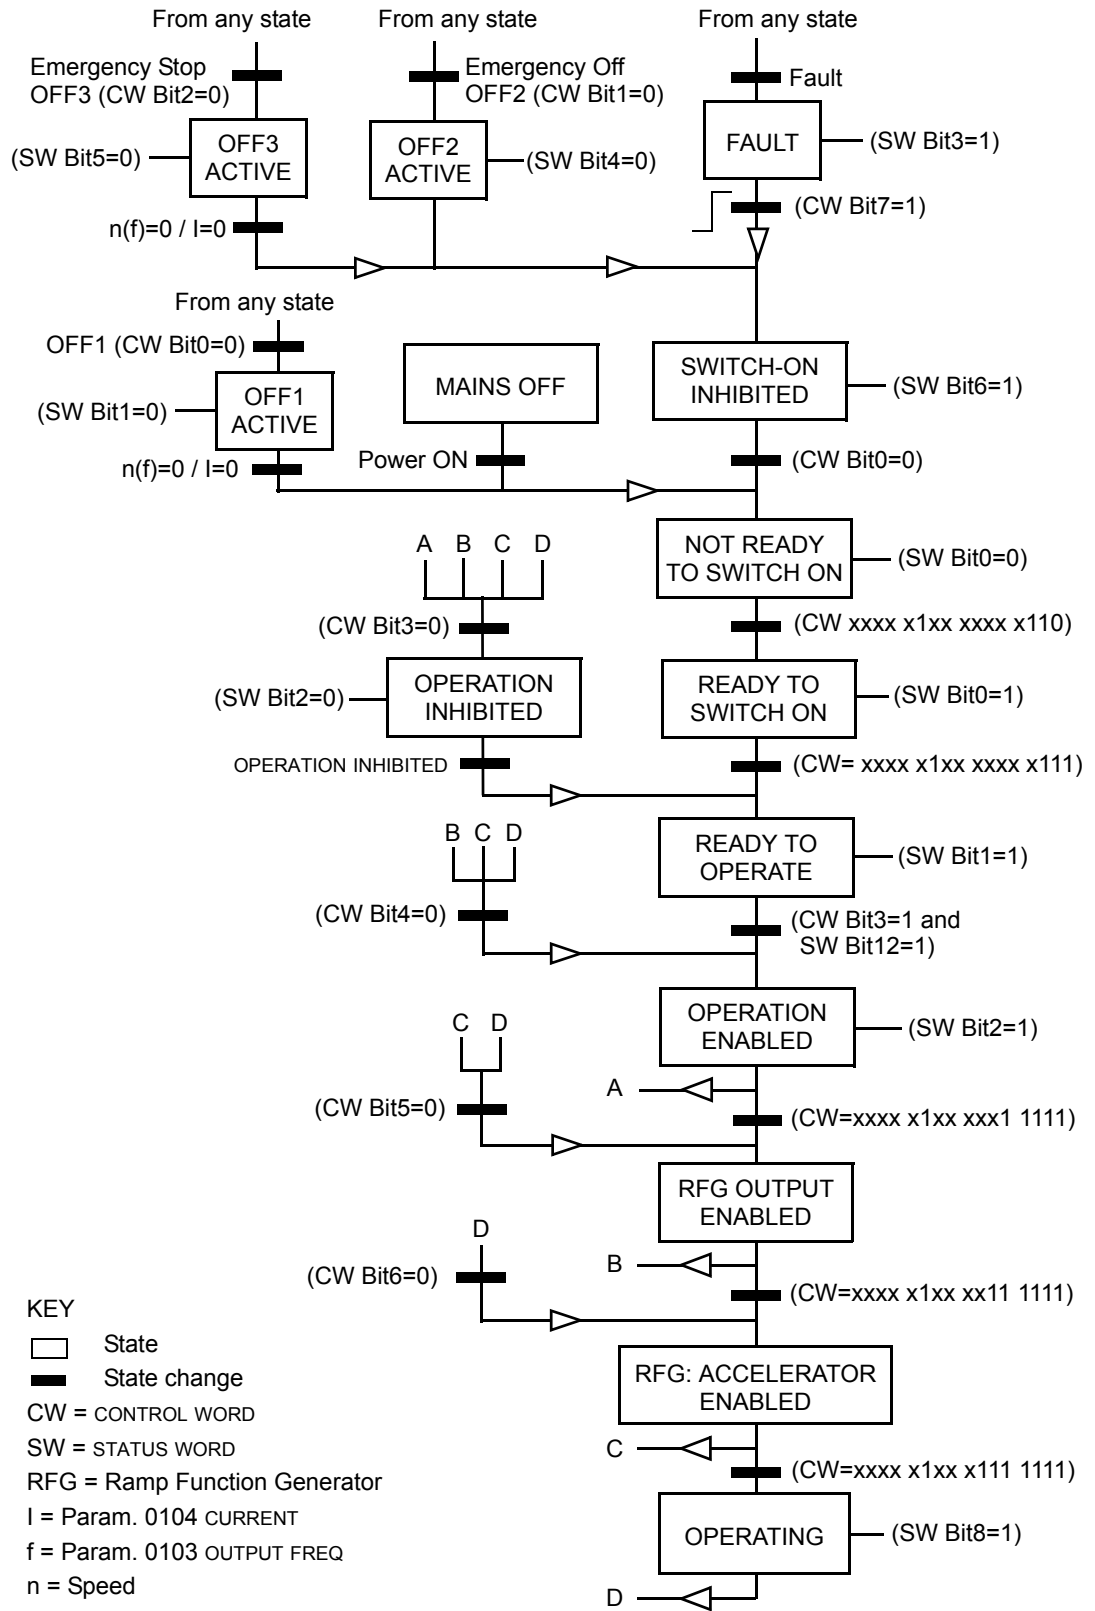 From any state
From any state
From any state
Emergency Stop
OFF3 (CW Bit2=0)
Emergency Off
OFF2 (CW Bit1=0)
Fault
OFF3
ACTIVE
(SW Bit5=0)
OFF2
ACTIVE
(SW Bit4=0)
FAULT
(SW Bit3=1)
n(f)=0 / I=0
(CW Bit7=1)
From any state
OFF1 (CW Bit0=0)
OFF1
ACTIVE
(SW Bit1=0)
n(f)=0 / I=0
MAINS OFF
Power ON
SWITCH-ON
INHIBITED
(SW Bit6=1)
(CW Bit0=0)
NOT READY
TO SWITCH ON
(SW Bit0=0)
A B C D
(CW Bit3=0)
(CW xxxx x1xx xxxx x110)
OPERATION
INHIBITED
(SW Bit2=0)
READY TO
SWITCH ON
(SW Bit0=1)
OPERATION INHIBITED
(CW= xxxx x1xx xxxx x111)
B C D
READY TO
OPERATE
(SW Bit1=1)
(CW Bit4=0)
(CW Bit3=1 and
SW Bit12=1)
OPERATION
ENABLED
(SW Bit2=1)
C D
A
(CW Bit5=0)
(CW=xxxx x1xx xxx1 1111)
RFG OUTPUT
ENABLED
D
B
(CW Bit6=0)
(CW=xxxx x1xx xx11 1111)
RFG: ACCELERATOR
ENABLED
C
(CW=xxxx x1xx x111 1111)
OPERATING
(SW Bit8=1)
D
KEY
State
State change
CW = CONTROL WORD
SW = STATUS WORD
RFG = Ramp Function Generator
I = Param. 0104 CURRENT
f = Param. 0103 OUTPUT FREQ
n = Speed